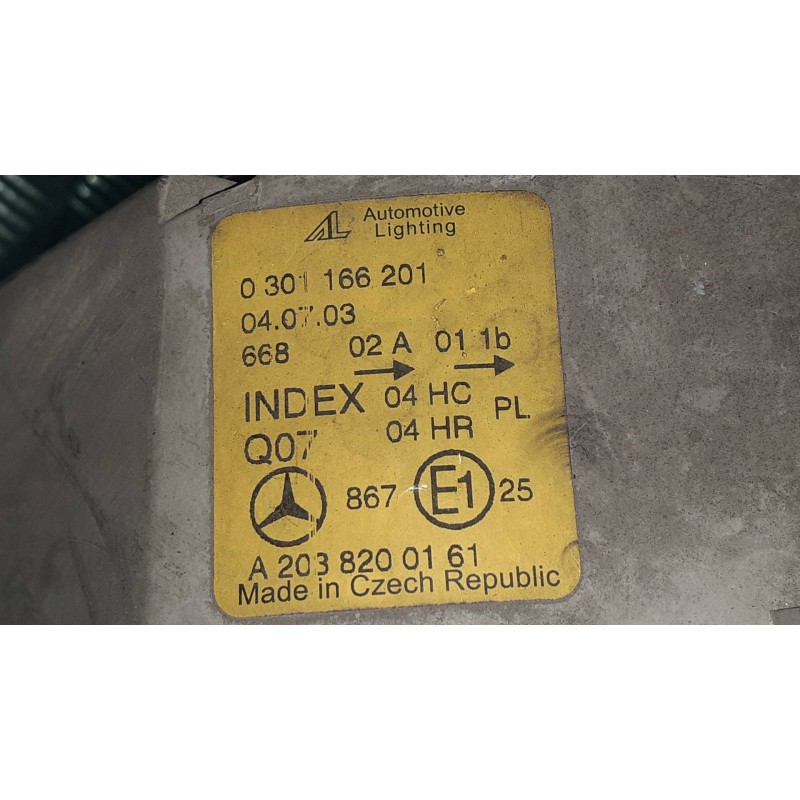 AL Automotive
Lighting
0 301 166 201
04.07.03
668 02 A 01 1b
INDEX 04 HC PL
Q07 04 HR
867 E1 25
A 203 820 01 61
Made in Czech Republic